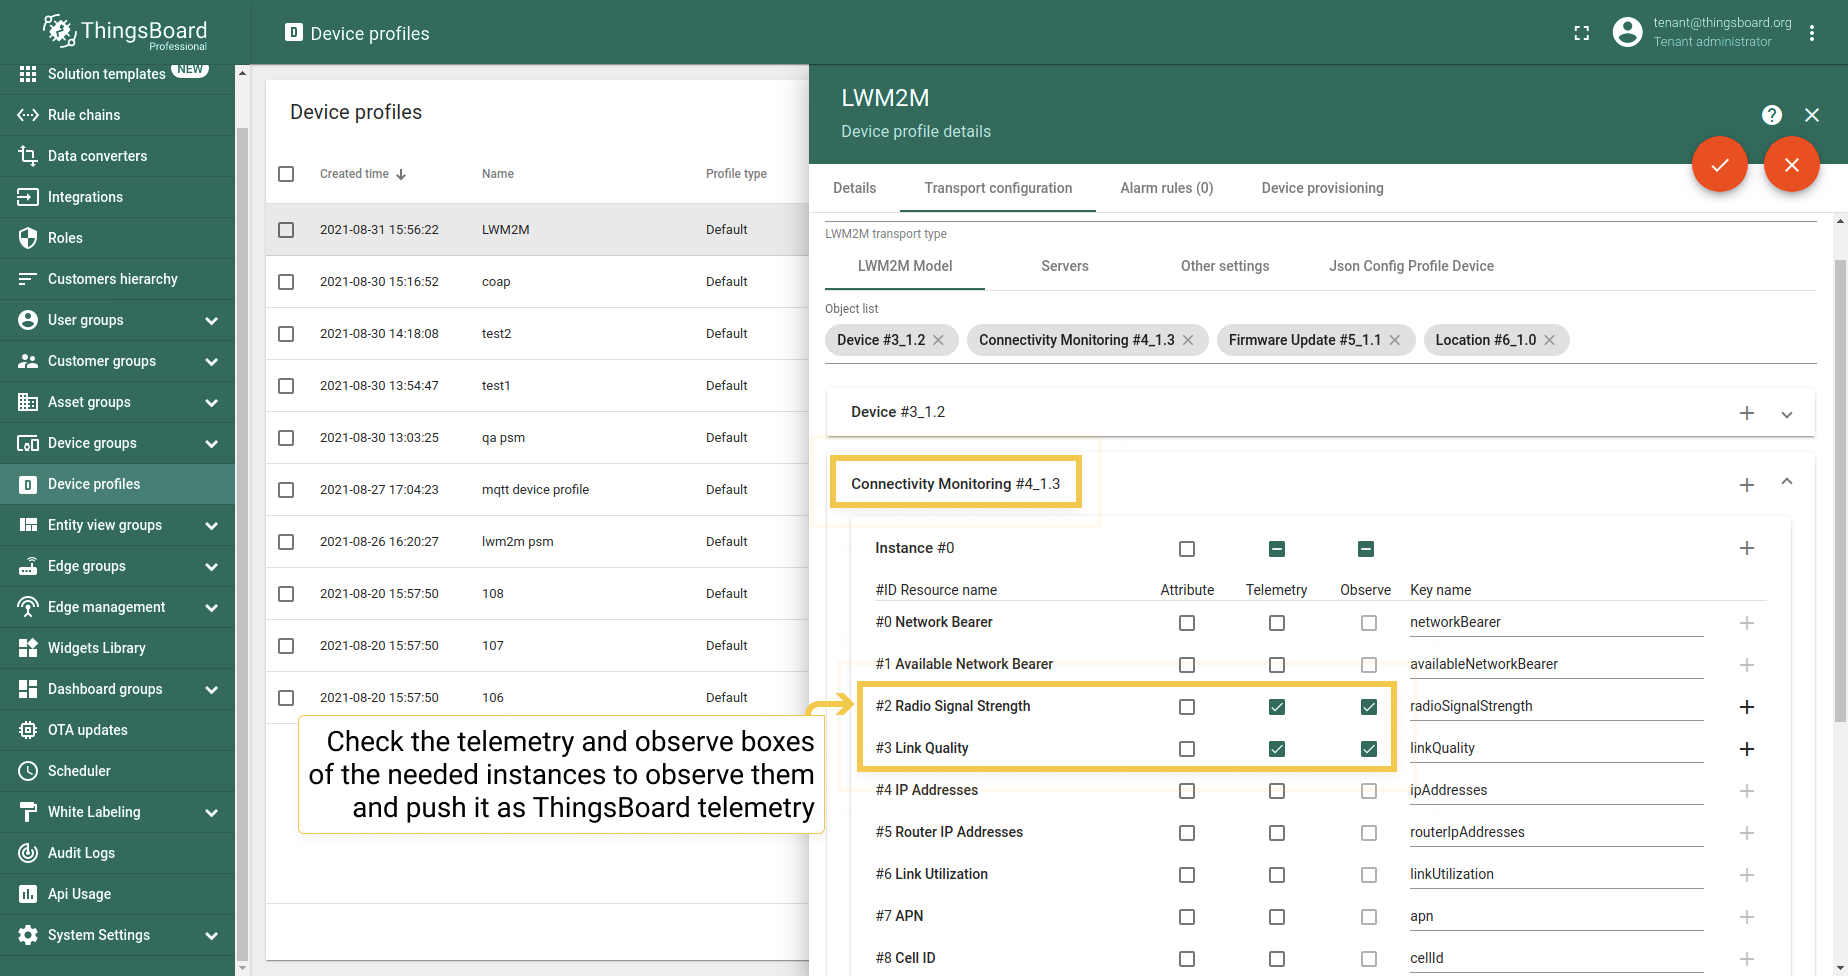 ThingsBoard
Professional
Device profiles
tenant@thingsboard.org
Tenant administrator
Solution templates NEW
Rule chains
Data converters
Integrations
Roles
Customers hierarchy
User groups
Customer groups
Asset groups
Device groups
Device profiles
Entity view groups
Edge groups
Edge management
Widgets Library
Dashboard groups
OTA updates
Scheduler
White Labeling
Audit Logs
Api Usage
System Settings
Device profiles
Created time Name Profile type
2021-08-31 15:56:22 LWM2M Default
2021-08-30 15:16:52 coap Default
2021-08-30 14:18:08 test2 Default
2021-08-30 13:54:47 test1 Default
2021-08-30 13:03:25 qa psm Default
2021-08-27 17:04:23 mqtt device profile Default
2021-08-26 16:20:27 lwm2m psm Default
2021-08-20 15:57:50 108 Default
2021-08-20 15:57:50 107 Default
2021-08-20 15:57:50 106 Default
Check the telemetry and observe boxes
of the needed instances to observe them
and push it as ThingsBoard telemetry
LWM2M
Device profile details
Details Transport configuration Alarm rules (0) Device provisioning
LWM2M transport type
LWM2M Model Servers Other settings Json Config Profile Device
Object list
Device #3_1.2 Connectivity Monitoring #4_1.3 Firmware Update #5_1.1 Location #6_1.0
Device #3_1.2
Connectivity Monitoring #4_1.3
Instance #0
#ID Resource name Attribute Telemetry Observe Key name
#0 Network Bearer networkBearer
#1 Available Network Bearer availableNetworkBearer
#2 Radio Signal Strength radioSignalStrength
#3 Link Quality linkQuality
#4 IP Addresses ipAddresses
#5 Router IP Addresses routerIpAddresses
#6 Link Utilization linkUtilization
#7 APN apn
#8 Cell ID cellId